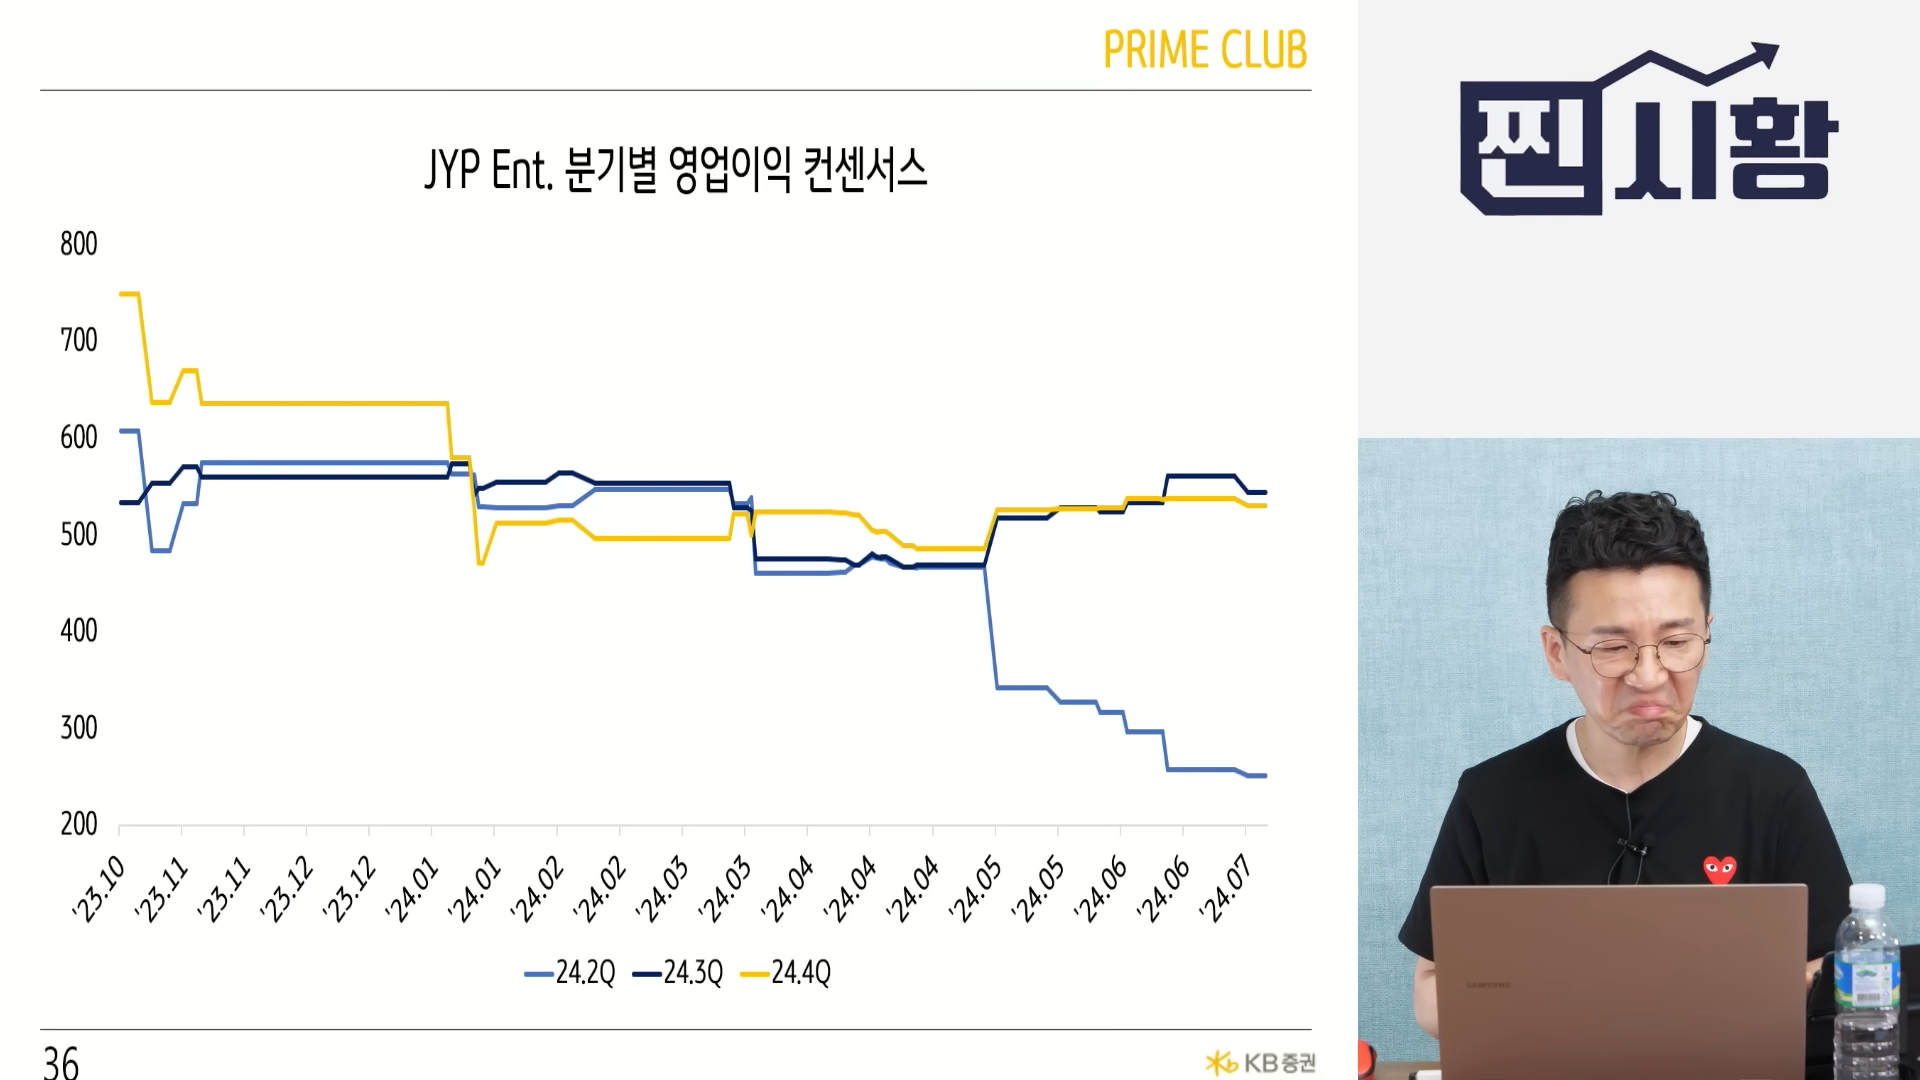 PRIME CLUB
찐시황
JYP Ent. 분기별 영업이익 컨센서스
800
700
600
500
400
300
200
'23.10 '23.11 '23.11 '23.12 '23.12 '24.01 '24.01 '24.02 '24.02 '24.03 '24.03 '24.04 '24.04 '24.04 '24.05 '24.05 '24.06 '24.06 '24.07
24.2Q 24.3Q 24.4Q
36
KB증권
SAMSUNG